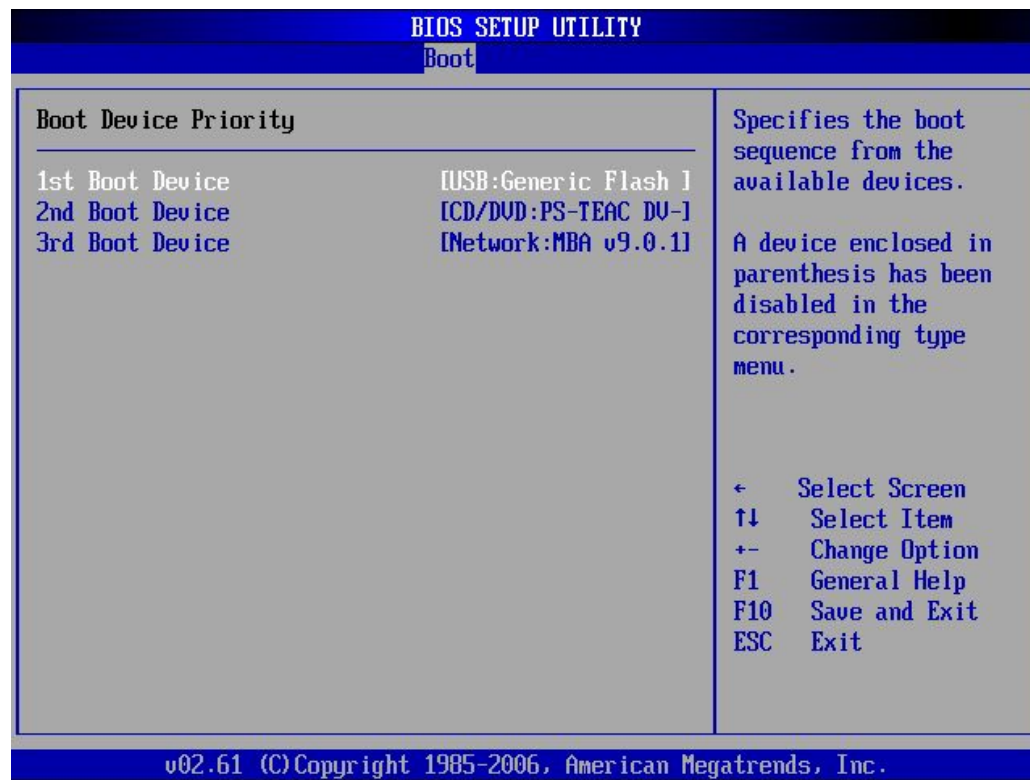 BIOS SETUP UTILITY
Boot
Boot Device Priority
1st Boot Device [USB:Generic Flash ]
2nd Boot Device [CD/DVD:PS-TEAC DV-]
3rd Boot Device [Network:MBA v9.0.1]
Specifies the boot
sequence from the
available devices.
A device enclosed in
parenthesis has been
disabled in the
corresponding type
menu.
← Select Screen
↑↓ Select Item
+- Change Option
F1 General Help
F10 Save and Exit
ESC Exit
v02.61 (C)Copyright 1985-2006, American Megatrends, Inc.